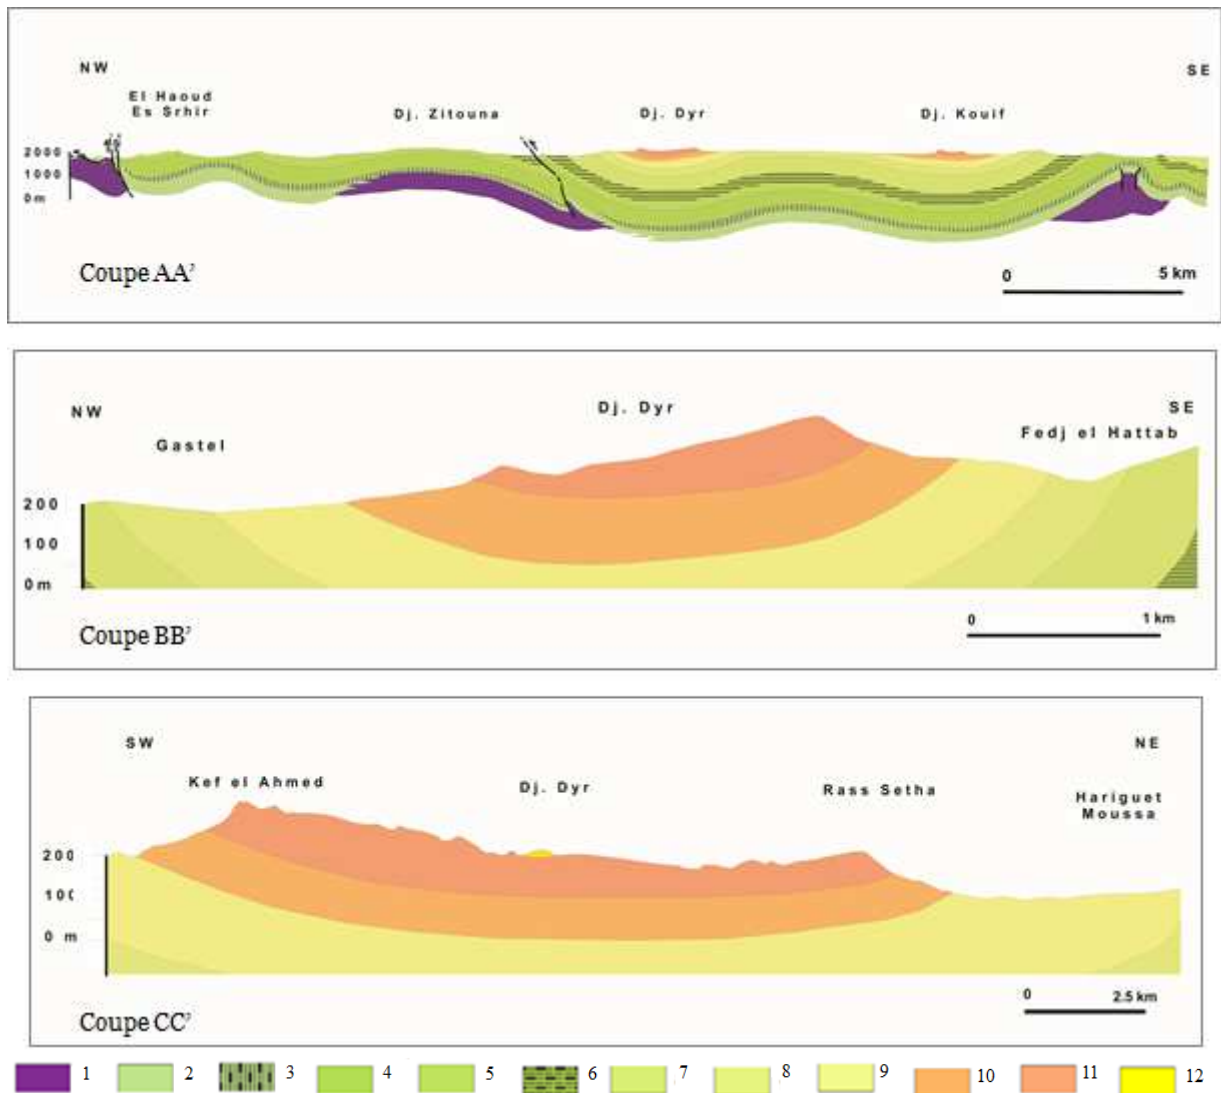 NW
SE
El Haoud
Es Srhir
Dj. Zitouna
Dj. Dyr
Dj. Kouif
2000
1000
0m
Coupe AA’
0 5 km
NW
Dj. Dyr
SE
Gastel
Fedj el Hattab
200
100
0m
Coupe BB’
0 1 km
SW
NE
Kef el Ahmed
Dj. Dyr
Rass Setha
Hariguet
Moussa
200
100
0 m
Coupe CC’
0 2.5 km
1 2 3 4 5 6 7 8 9 10 11 12